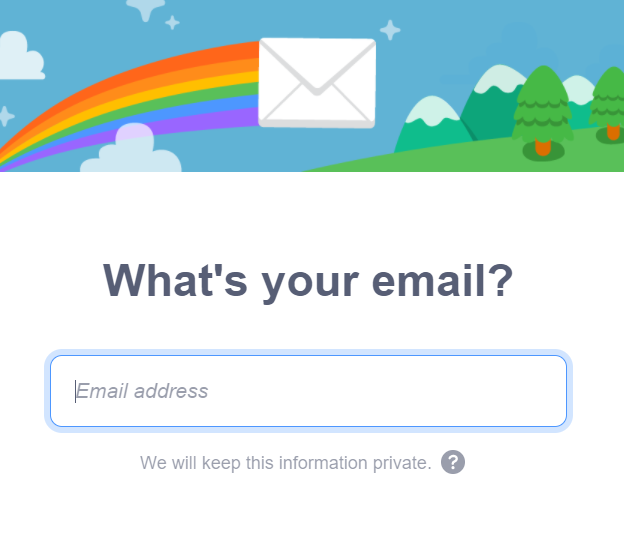 What's your email?
Email address
We will keep this information private. ?